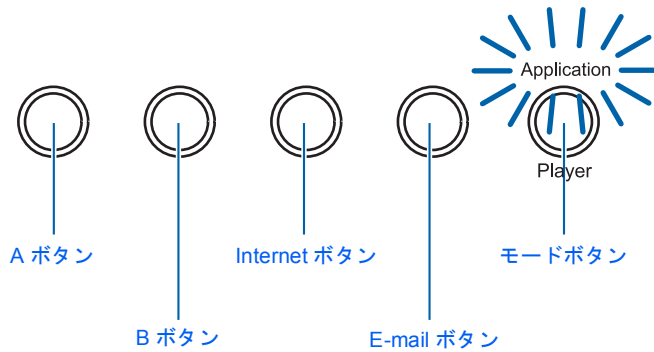 Application
Player
A ボタン
Internet ボタン
モードボタン
B ボタン
E-mail ボタン